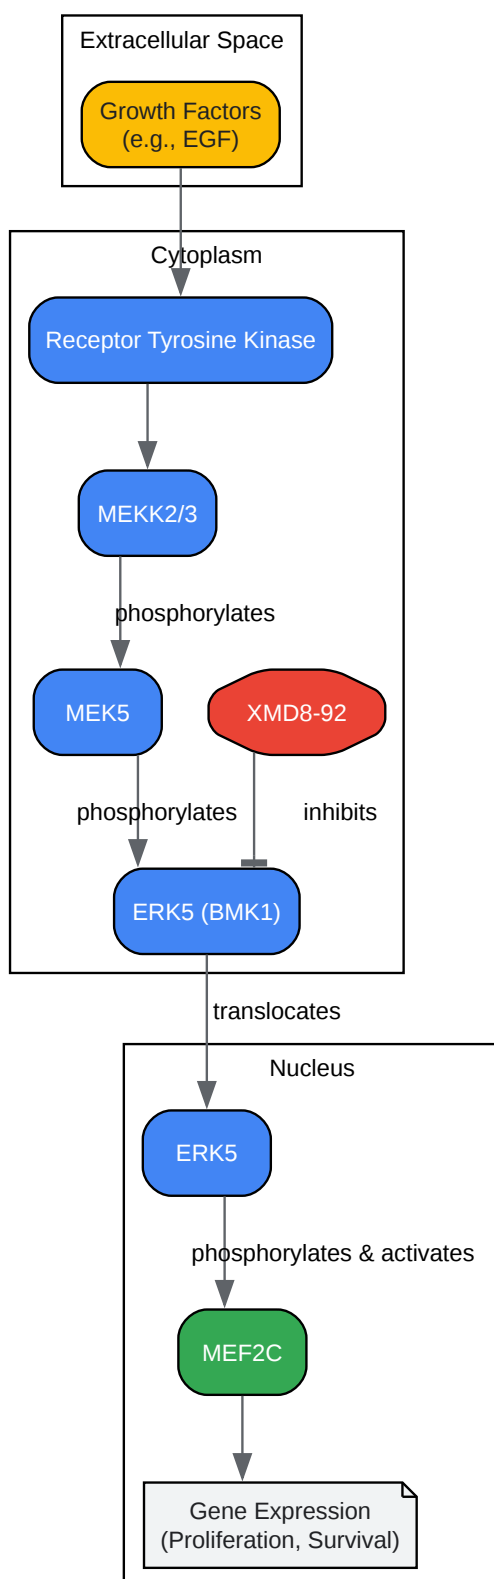 Extracellular Space
Growth Factors
(e.g., EGF)
Cytoplasm
Receptor Tyrosine Kinase
MEKK2/3
phosphorylates
MEK5
XMD8-92
phosphorylates
inhibits
ERK5 (BMK1)
translocates
Nucleus
ERK5
phosphorylates & activates
MEF2C
Gene Expression
(Proliferation, Survival)